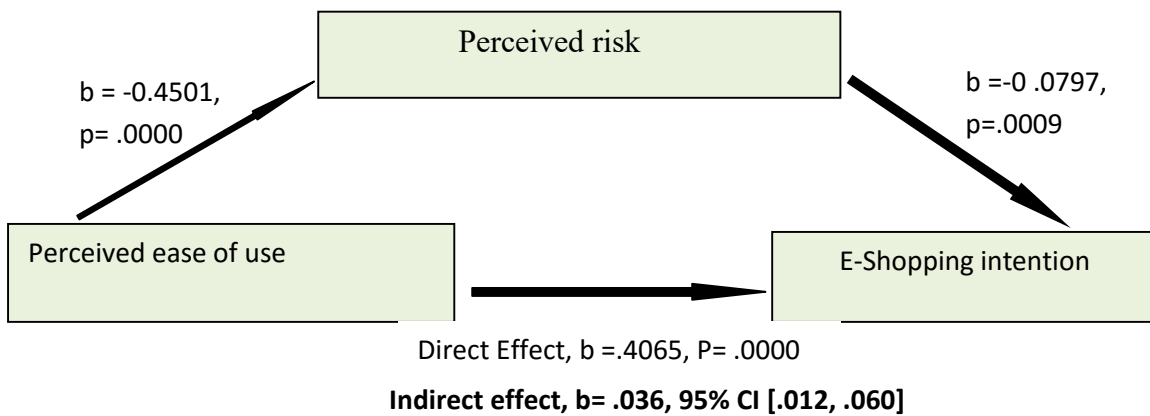 Perceived risk
b = -0.4501,
p= .0000
b =-0 .0797,
p=.0009
Perceived ease of use
E-Shopping intention
Direct Effect, b =.4065, P= .0000
Indirect effect, b= .036, 95% CI [.012, .060]